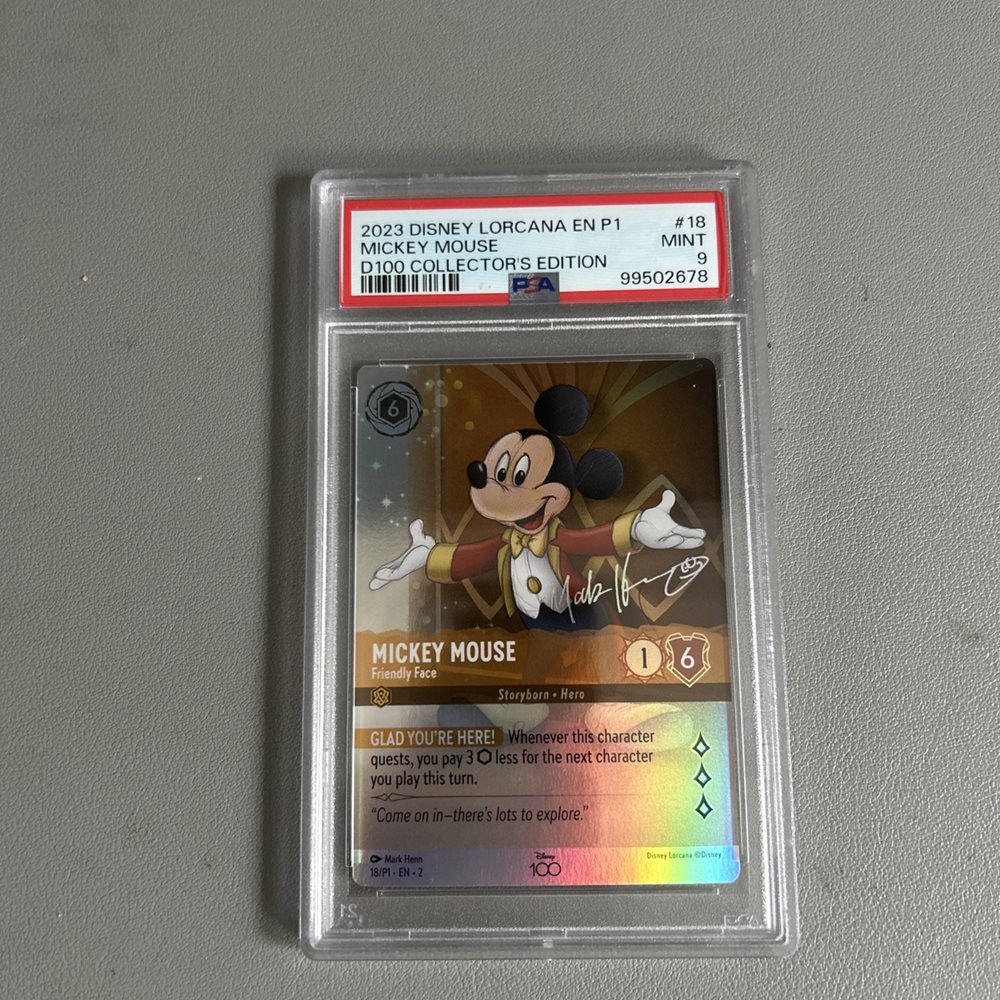 2023 DISNEY LORCANA EN P1 #18
MICKEY MOUSE MINT
D100 COLLECTOR'S EDITION 9
PSA 99502678
6
Mark Henn
MICKEY MOUSE 1 6
Friendly Face
Storyborn • Hero
GLAD YOU'RE HERE! Whenever this character
quests, you pay 3 less for the next character
you play this turn.
"Come on in—there's lots to explore."
Mark Henn Disney Lorcana ©Disney
18/P1 • EN • 2 Disney 100